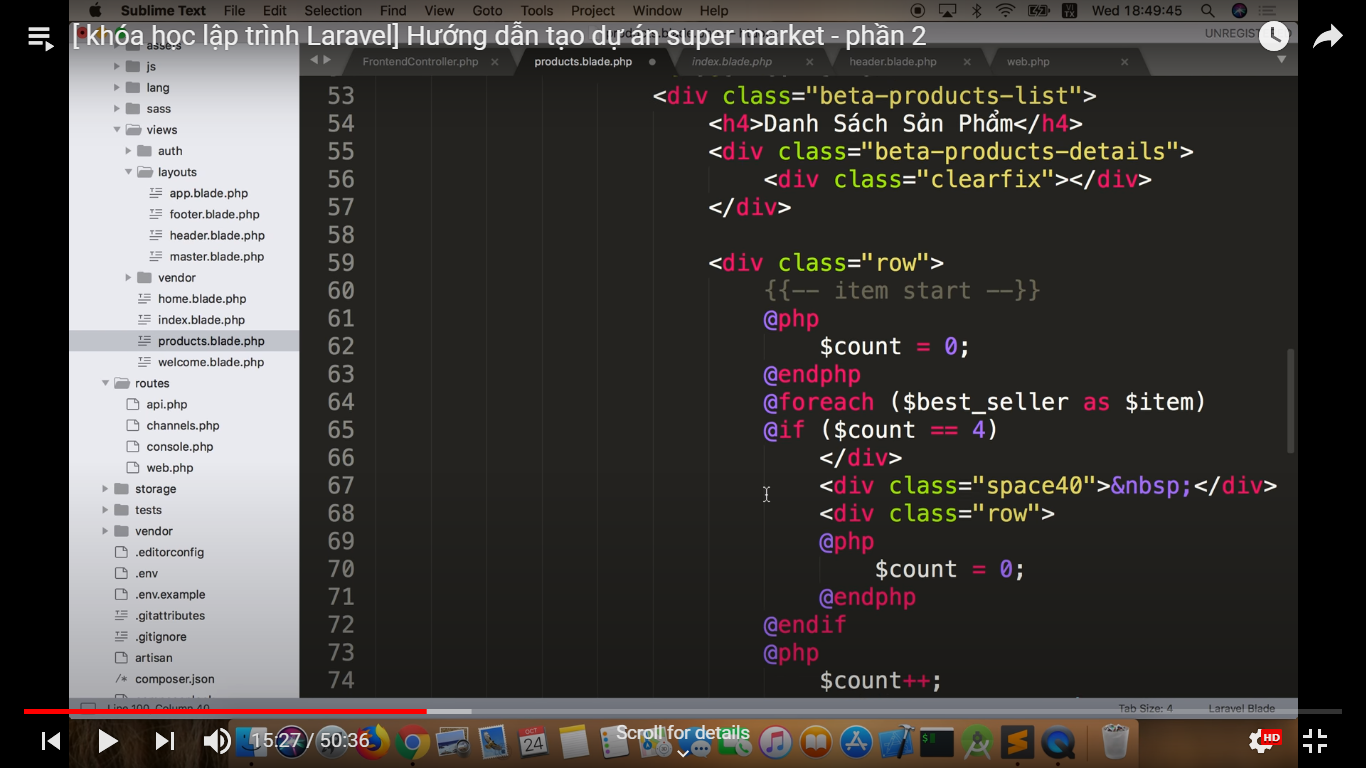 Sublime Text File Edit Selection Find View Goto Tools Project Window Help
Wed 18:49:45
[ khóa học lập trình Laravel] Hướng dẫn tạo dự án super market - phần 2
UNREGIST
assets
js
lang
sass
views
auth
layouts
app.blade.php
footer.blade.php
header.blade.php
master.blade.php
vendor
home.blade.php
index.blade.php
products.blade.php
welcome.blade.php
routes
api.php
channels.php
console.php
web.php
storage
tests
vendor
.editorconfig
.env
.env.example
.gitattributes
.gitignore
artisan
composer.json
FrontendController.php × products.blade.php index.blade.php × header.blade.php × web.php ×
53 <div class="beta-products-list">
54 <h4>Danh Sách Sản Phẩm</h4>
55 <div class="beta-products-details">
56 <div class="clearfix"></div>
57 </div>
58
59 <div class="row">
60 {{-- item start --}}
61 @php
62 $count = 0;
63 @endphp
64 @foreach ($best_seller as $item)
65 @if ($count == 4)
66 </div>
67 <div class="space40">&nbsp;</div>
68 <div class="row">
69 @php
70 $count = 0;
71 @endphp
72 @endif
73 @php
74 $count++;
Line 100, Column 40
Tab Size: 4 Laravel Blade
15:27 / 50:36
Scroll for details
OCT
24
HD